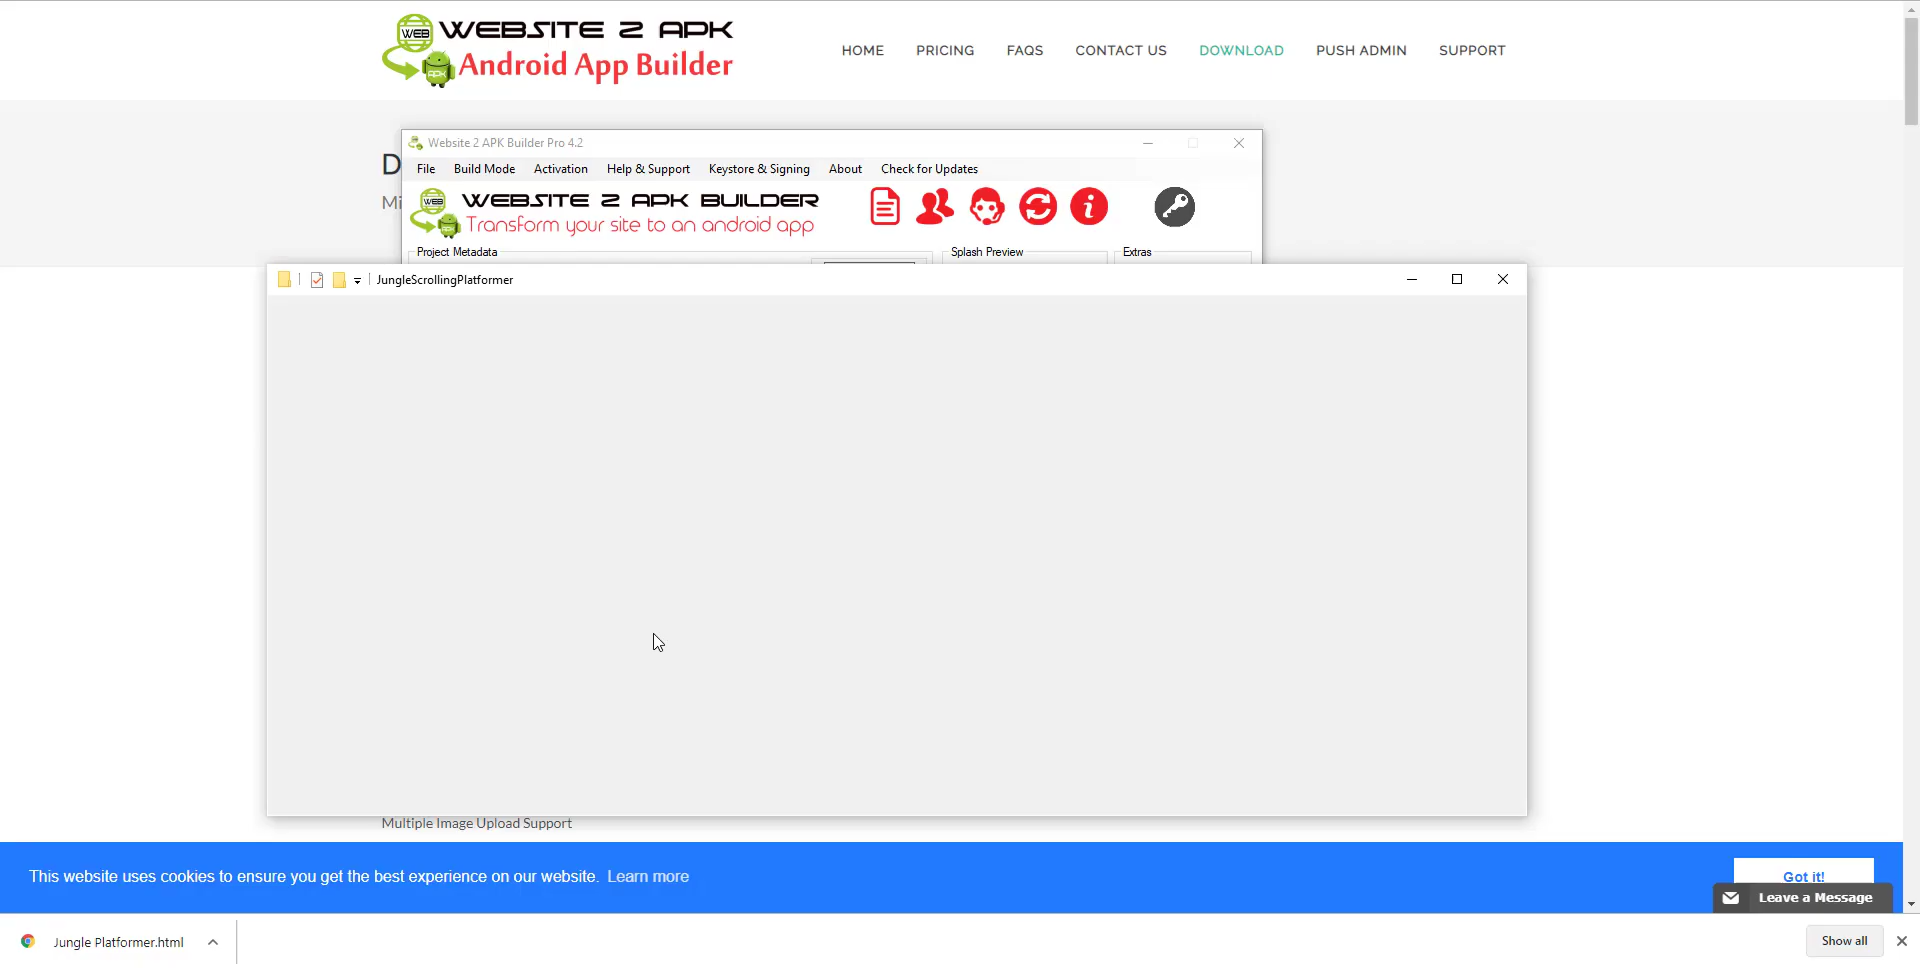 WEBSITE 2 APK
Android App Builder
WEB
APK
HOME
PRICING
FAQS
CONTACT US
DOWNLOAD
PUSH ADMIN
SUPPORT
D
Mi
Website 2 APK Builder Pro 4.2
File
Build Mode
Activation
Help & Support
Keystore & Signing
About
Check for Updates
WEB
WEBSITE 2 APK BUILDER
Transform your site to an android app
Project Metadata
Splash Preview
Extras
JungleScrollingPlatformer
Multiple Image Upload Support
This website uses cookies to ensure you get the best experience on our website. Learn more
Got it!
Leave a Message
Jungle Platformer.html
Show all